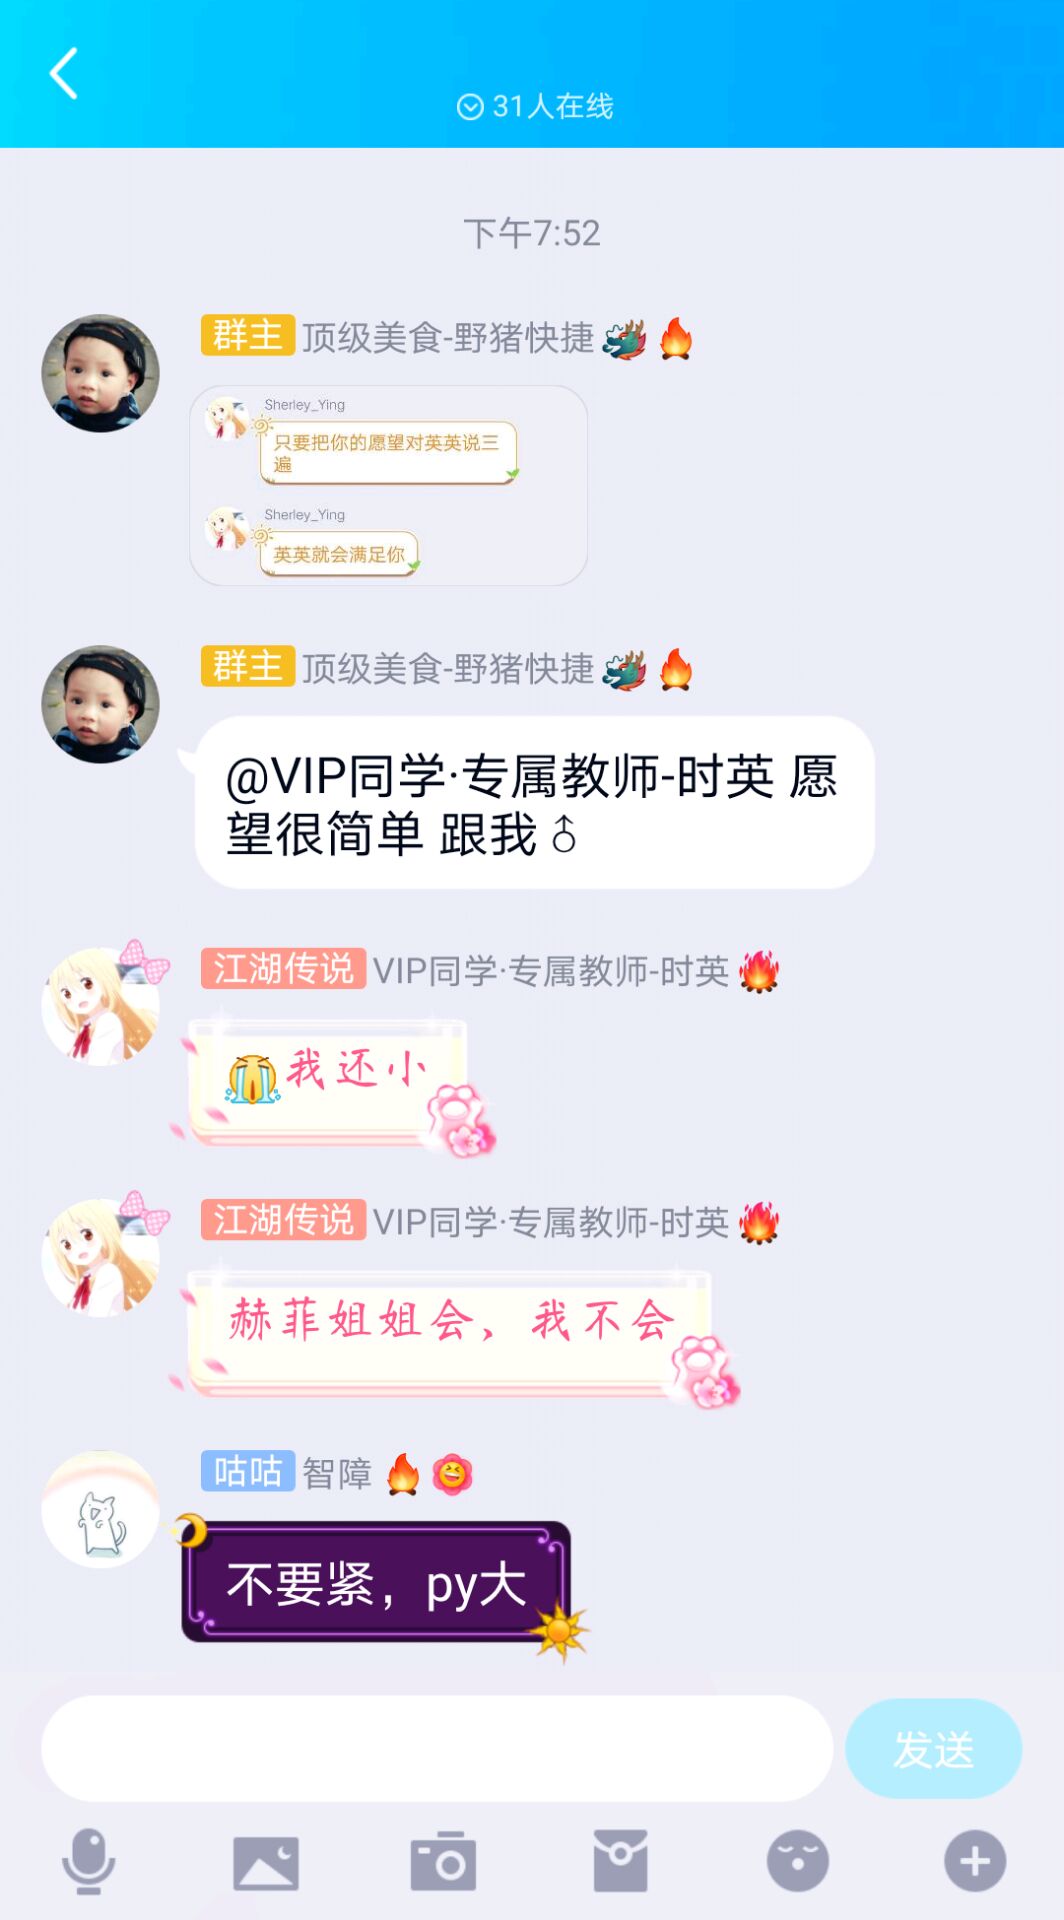 31人在线
下午7:52
群主 顶级美食-野猪快捷
Sherley_Ying
只要把你的愿望对英英说三
遍
Sherley_Ying
英英就会满足你
群主 顶级美食-野猪快捷
@VIP同学·专属教师-时英 愿
望很简单 跟我♂
江湖传说 VIP同学·专属教师-时英
😭我还小
江湖传说 VIP同学·专属教师-时英
赫菲姐姐会、我不会
咕咕 智障
不要紧，py大
发送